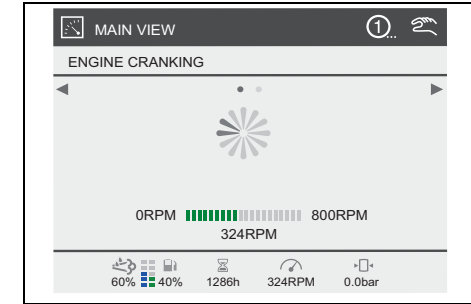 MAIN VIEW 1...
ENGINE CRANKING
0RPM 800RPM
324RPM
60% 40% 1286h 324RPM 0.0bar